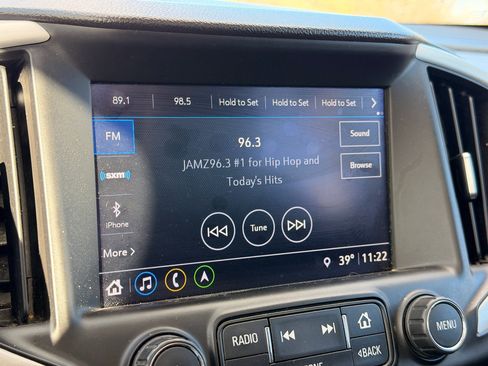 89.1 98.5 Hold to Set Hold to Set Hold to Set
FM
96.3
Sound
JAMZ96.3 #1 for Hip Hop and
Today's Hits
Browse
sxm
iPhone
Tune
More
39° 11:22
RADIO
MENU
BACK